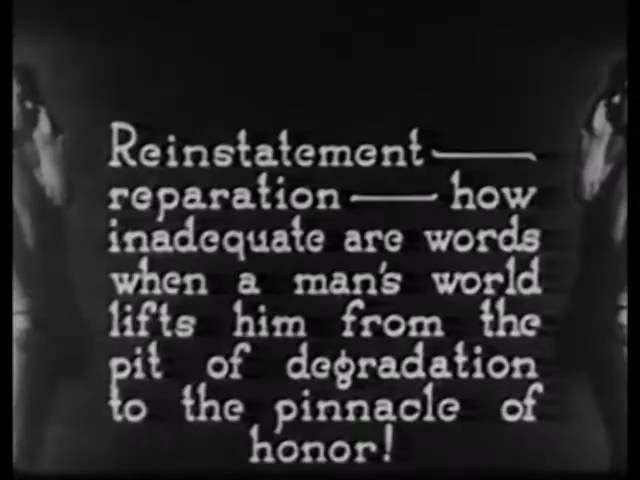 Reinstatement —
reparation — how
inadequate are words
when a man's world
lifts him from the
pit of degradation
to the pinnacle of
honor!